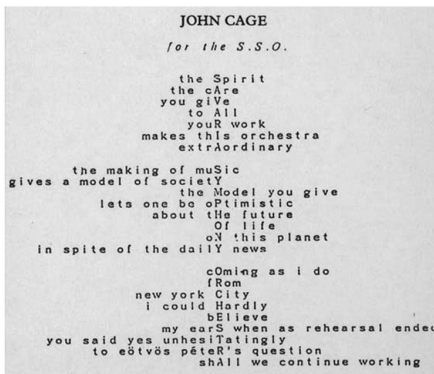 JOHN CAGE
for the S.S.O.
the Spirit
the cAre
you giVe
to All
youR work
makes thIs orchestra
extrAordinary
the making of muSic
gives a model of societY
the Model you give
lets one be oPtimistic
about tHe future
Of life
oN this planet
in spite of the dailY news
cOming as i do
fRom
new york City
i could Hardly
bElieve
my earS when as rehearsal ended
you said yes unhesiTatingly
to eötvös péteR's question
shAll we continue working